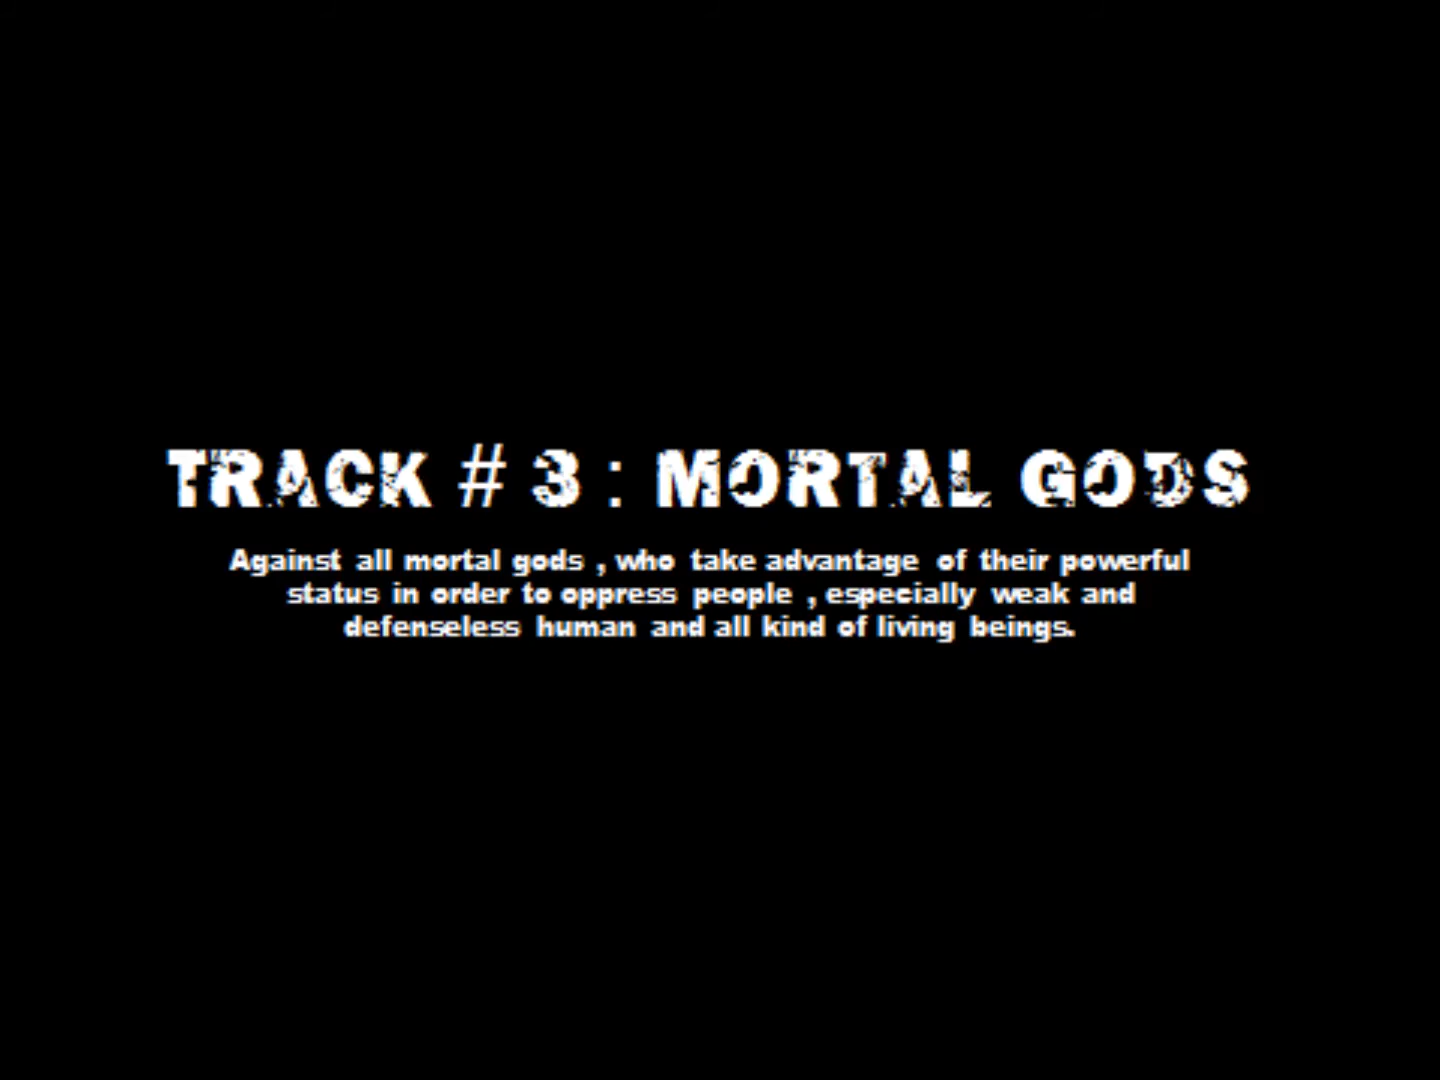 TRACK # 3 : MORTAL GODS
Against all mortal gods , who take advantage of their powerful
status in order to oppress people , especially weak and
defenseless human and all kind of living beings.